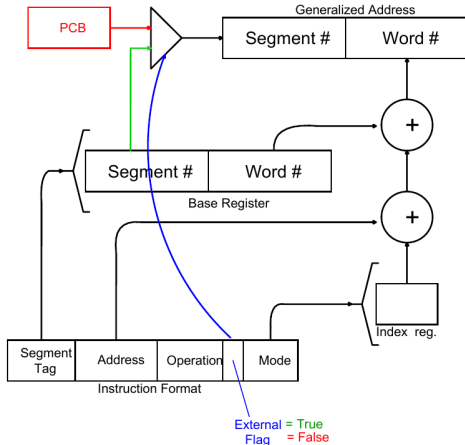 Generalized Address
PCB
Segment # Word #
+
Segment # Word #
Base Register
+
Index reg.
Segment Tag Address Operation Mode
Instruction Format
External = True
Flag = False